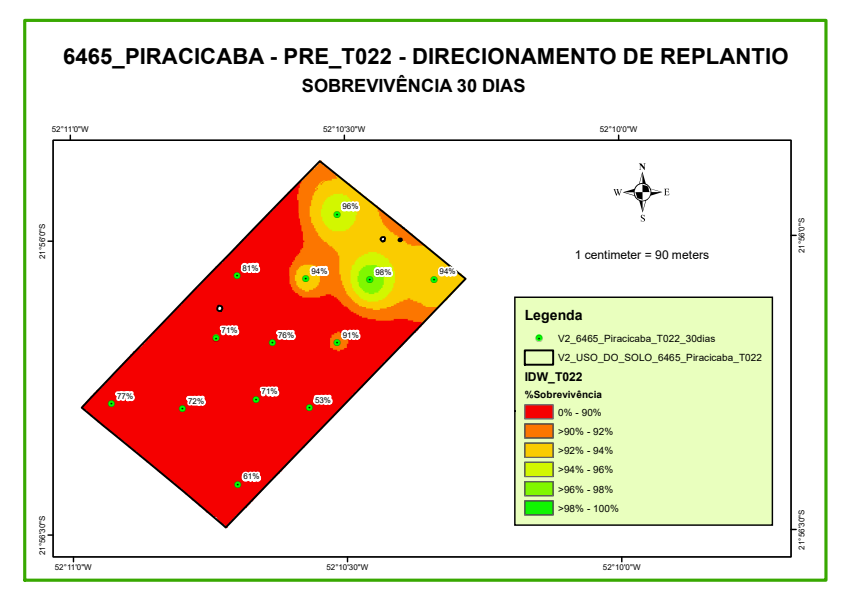 6465_PIRACICABA - PRE_T022 - DIRECIONAMENTO DE REPLANTIO
SOBREVIVÊNCIA 30 DIAS
52°11'0"W 52°10'30"W 52°10'0"W
N
W E
S
21°56'0"S
21°56'0"S
1 centimeter = 90 meters
96%
81%
94%
98%
94%
71%
76%
91%
77%
72%
71%
53%
61%
Legenda
V2_6465_Piracicaba_T022_30dias
V2_USO_DO_SOLO_6465_Piracicaba_T022
IDW_T022
%Sobrevivência
0% - 90%
>90% - 92%
>92% - 94%
>94% - 96%
>96% - 98%
>98% - 100%
21°56'30"S
21°56'30"S
52°11'0"W 52°10'30"W 52°10'0"W